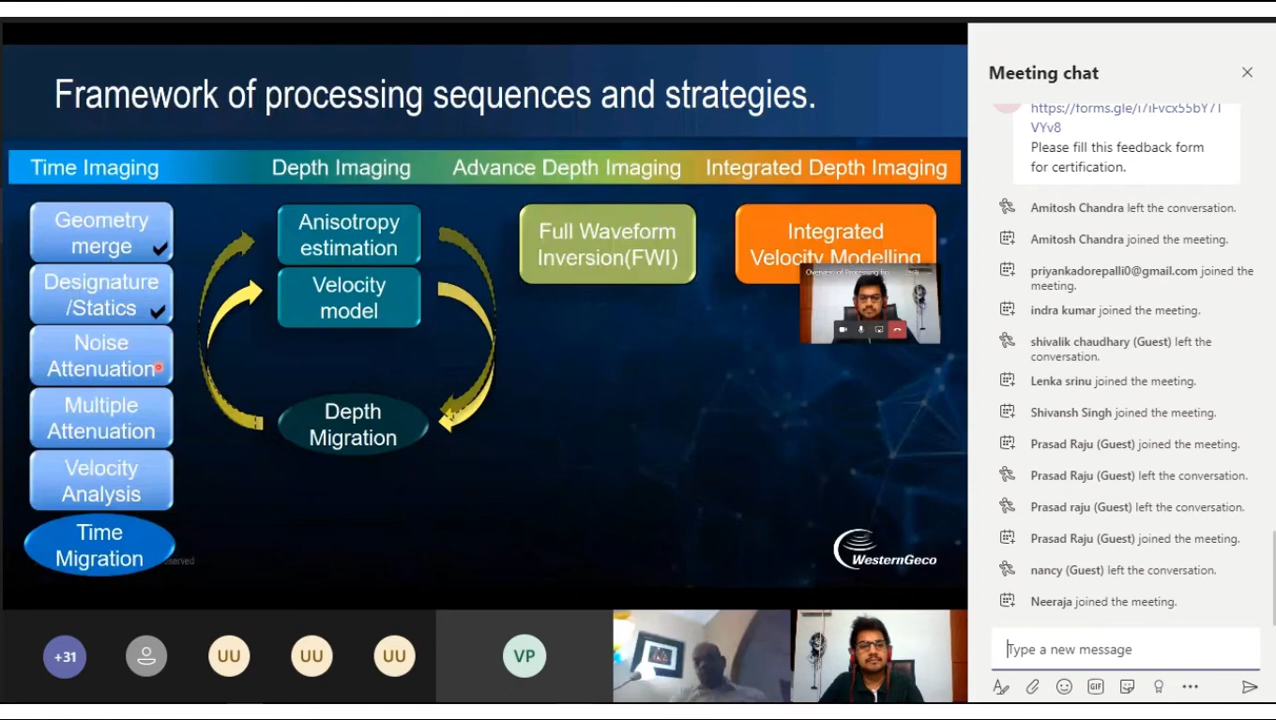 Framework of processing sequences and strategies.
Time Imaging
Depth Imaging
Advance Depth Imaging
Integrated Depth Imaging
Geometry
merge
Designature
/Statics
Noise
Attenuation
Multiple
Attenuation
Velocity
Analysis
Time
Migration
Anisotropy
estimation
Velocity
model
Depth
Migration
Full Waveform
Inversion(FWI)
Integrated
Velocity Modelling
Overview of Processing
WesternGeco
+31
UU
UU
UU
VP
Meeting chat
VYv8
Please fill this feedback form
for certification.
Amitosh Chandra left the conversation.
Amitosh Chandra joined the meeting.
priyankadorepalli0@gmail.com joined the
meeting.
indra kumar joined the meeting.
shivalik chaudhary (Guest) left the
conversation.
Lenka srinu joined the meeting.
Shivansh Singh joined the meeting.
Prasad Raju (Guest) joined the meeting.
Prasad Raju (Guest) left the conversation.
Prasad raju (Guest) left the conversation.
Prasad Raju (Guest) joined the meeting.
nancy (Guest) left the conversation.
Neeraja joined the meeting.
Type a new message
GIF